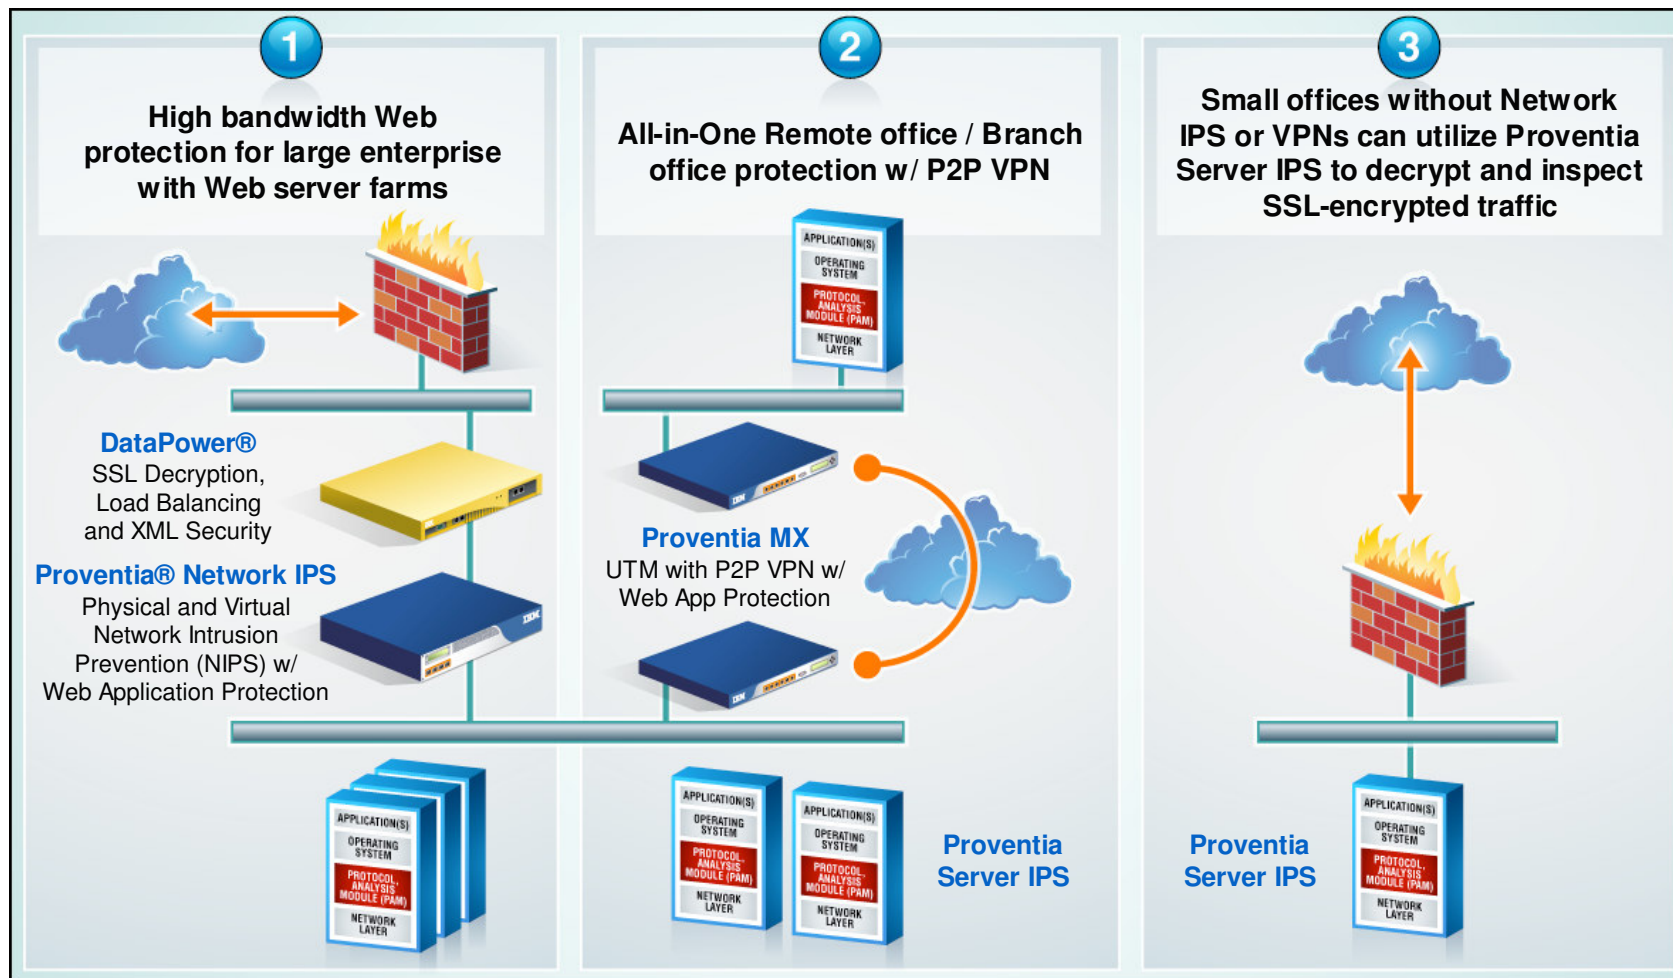 1
High bandwidth Web
protection for large enterprise
with Web server farms
DataPower®
SSL Decryption,
Load Balancing
and XML Security
Proventia® Network IPS
Physical and Virtual
Network Intrusion
Prevention (NIPS) w/
Web Application Protection
IBM
APPLICATION(S)
OPERATING
SYSTEM
PROTOCOL,
ANALYSIS
MODULE (PAM)
NETWORK
LAYER
2
All-in-One Remote office / Branch
office protection w/ P2P VPN
APPLICATION(S)
OPERATING
SYSTEM
PROTOCOL,
ANALYSIS
MODULE (PAM)
NETWORK
LAYER
IBM
Proventia MX
UTM with P2P VPN w/
Web App Protection
IBM
APPLICATION(S)
OPERATING
SYSTEM
PROTOCOL,
ANALYSIS
MODULE (PAM)
NETWORK
LAYER
APPLICATION(S)
OPERATING
SYSTEM
PROTOCOL,
ANALYSIS
MODULE (PAM)
NETWORK
LAYER
Proventia
Server IPS
3
Small offices without Network
IPS or VPNs can utilize Proventia
Server IPS to decrypt and inspect
SSL-encrypted traffic
Proventia
Server IPS
APPLICATION(S)
OPERATING
SYSTEM
PROTOCOL,
ANALYSIS
MODULE (PAM)
NETWORK
LAYER